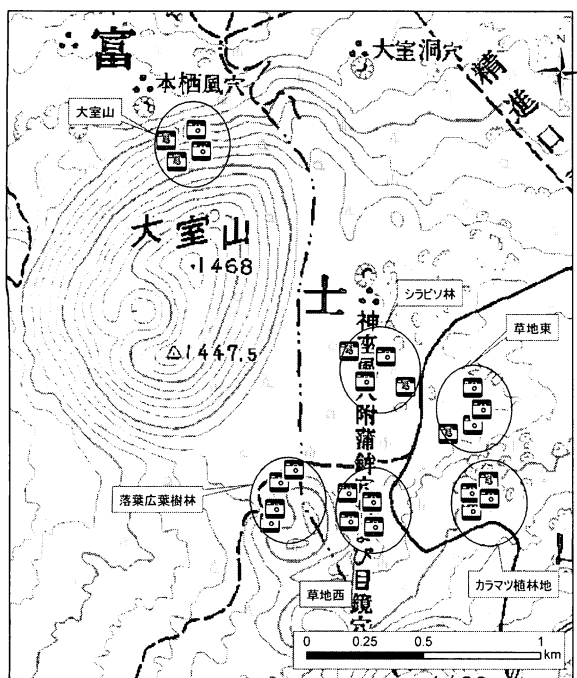 富
大室洞穴
本栖風穴
精進口
大室山
大室山
・1468
士
シラビソ林
草地東
△1447.5
神座風穴附蒲鉾穴及び目鏡穴
落葉広葉樹林
草地西
カラマツ植林地
0 0.25 0.5 1
km